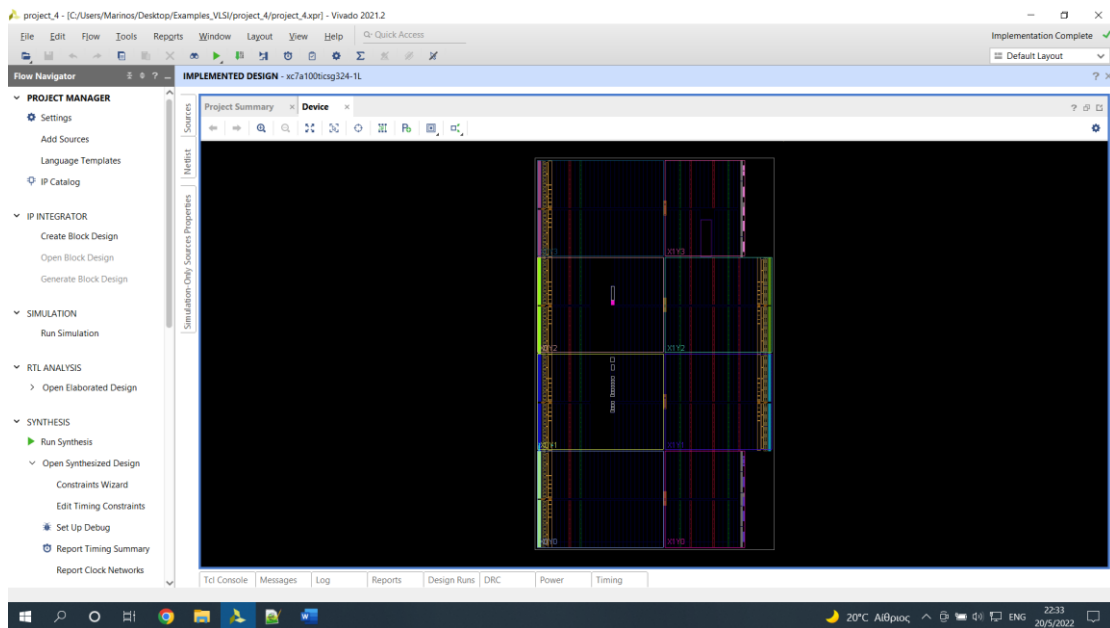 project_4 - [C:/Users/Marinos/Desktop/Examples_VLSI/project_4/project_4.xpr] - Vivado 2021.2
File Edit Flow Tools Reports Window Layout View Help Q- Quick Access
Implementation Complete
Default Layout
Flow Navigator
IMPLEMENTED DESIGN - xc7a100ticsg324-1L
PROJECT MANAGER
Settings
Add Sources
Language Templates
IP Catalog
IP INTEGRATOR
Create Block Design
Open Block Design
Generate Block Design
SIMULATION
Run Simulation
RTL ANALYSIS
Open Elaborated Design
SYNTHESIS
Run Synthesis
Open Synthesized Design
Constraints Wizard
Edit Timing Constraints
Set Up Debug
Report Timing Summary
Report Clock Networks
Sources
Netlist
Simulation-Only Sources Properties
Project Summary Device
X1Y3
X0Y2 X1Y2
X0Y1 X1Y1
X0Y0 X1Y0
Tcl Console Messages Log Reports Design Runs DRC Power Timing
20°C Αίθριος ENG 22:33
20/5/2022